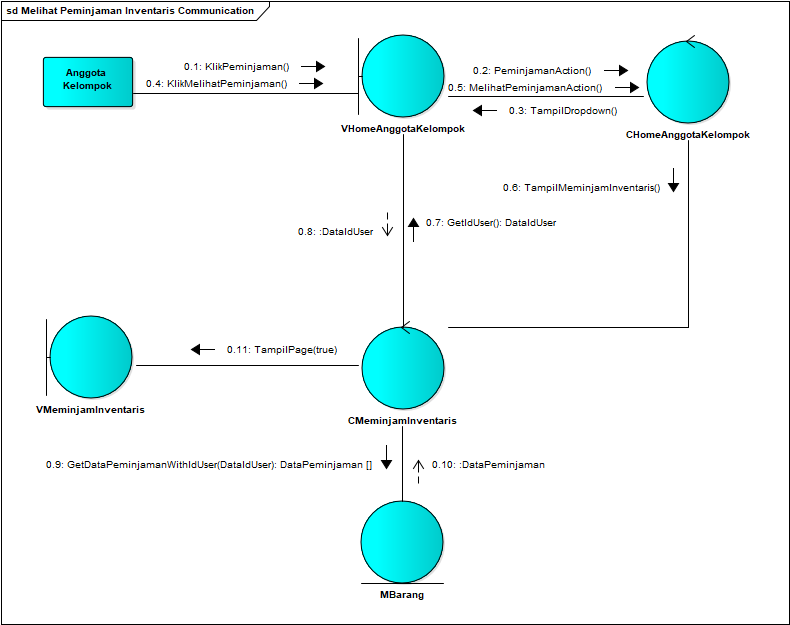 sd Melihat Peminjaman Inventaris Communication
Anggota
Kelompok
0.1: KlikPeminjaman()
0.4: KlikMelihatPeminjaman()
VHomeAnggotaKelompok
0.2: PeminjamanAction()
0.5: MelihatPeminjamanAction()
0.3: TampilDropdown()
CHomeAnggotaKelompok
0.6: TampilMeminjamInventaris()
0.8: :DataIdUser
0.7: GetIdUser(): DataIdUser
0.11: TampilPage(true)
VMeminjamInventaris
CMeminjamInventaris
0.9: GetDataPeminjamanWithIdUser(DataIdUser): DataPeminjaman []
0.10: :DataPeminjaman
MBarang